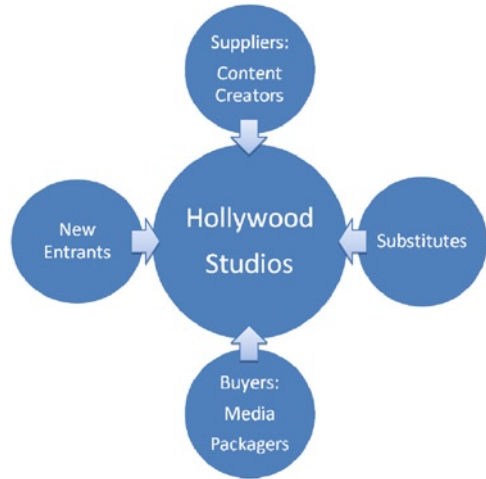 Suppliers:
Content
Creators
New
Entrants
Hollywood
Studios
Substitutes
Buyers:
Media
Packagers